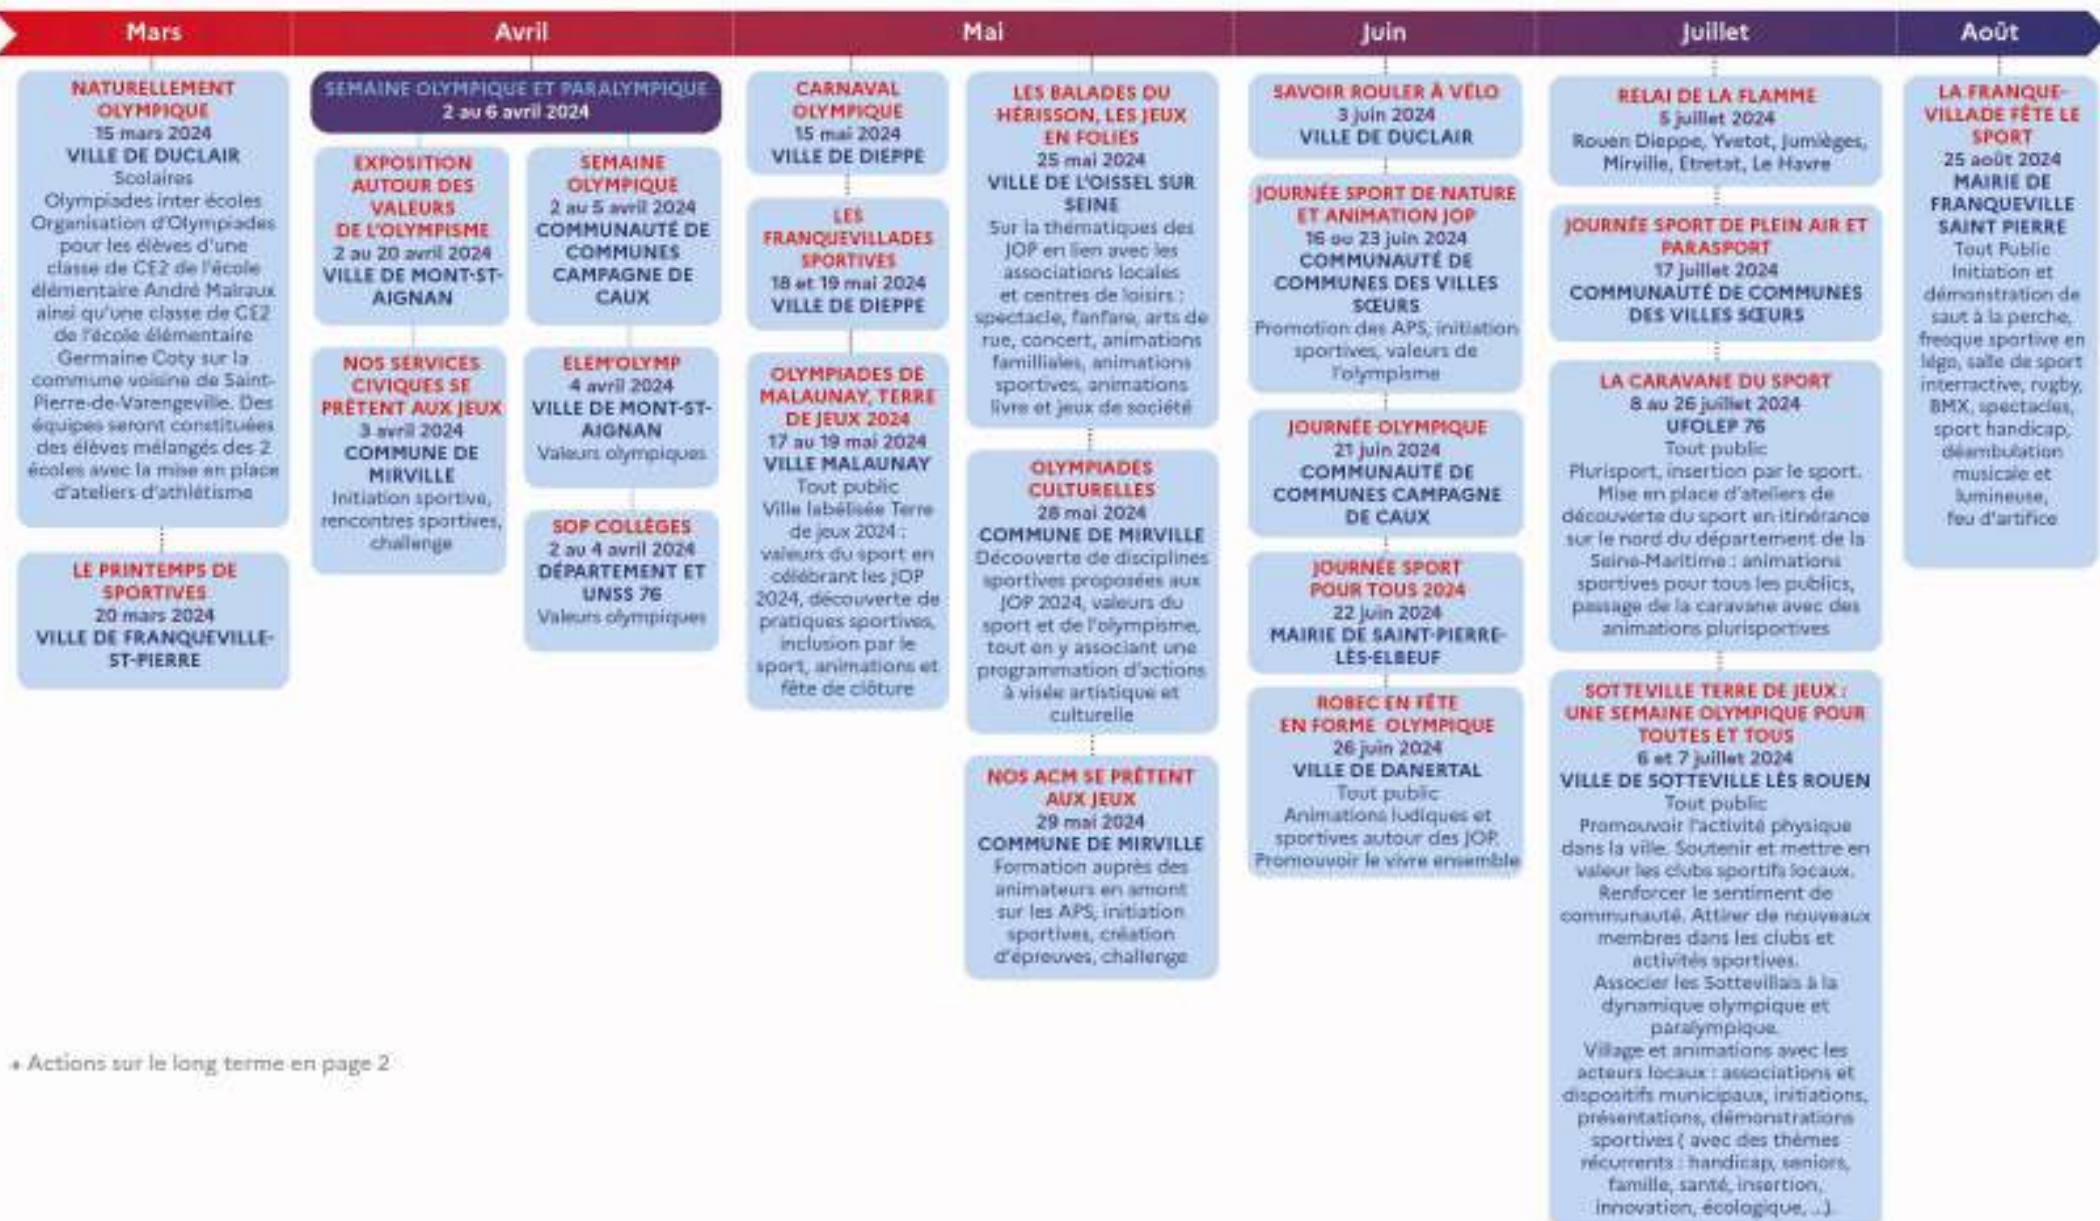 Mars
Avril
Mai
Juin
Juillet
Août
NATURELLEMENT
OLYMPIQUE
15 mars 2024
VILLE DE DUCLAIR
Scolaires
Olympiades inter écoles
Organisation d'Olympiades
pour les élèves d'une
classe de CE2 de l'école
élémentaire André Malraux
ainsi qu'une classe de CE2
de l'école élémentaire
Germaine Coty sur la
commune voisine de Saint-
Pierre-de-Varengeville. Des
équipes seront constituées
des élèves mélangés des 2
écoles avec la mise en place
d'ateliers d'athlétisme
LE PRINTEMPS DE
SPORTIVES
20 mars 2024
VILLE DE FRANQUEVILLE-
ST-PIERRE
SEMAINE OLYMPIQUE ET PARALYMPIQUE
2 au 6 avril 2024
EXPOSITION
AUTOUR DES
VALEURS
DE L'OLYMPISME
2 au 20 avril 2024
VILLE DE MONT-ST-
AIGNAN
NOS SERVICES
CIVIQUES SE
PRÊTENT AUX JEUX
3 avril 2024
COMMUNE DE
MIRVILLE
Initiation sportive,
rencontres sportives,
challenge
SEMAINE
OLYMPIQUE
2 au 5 avril 2024
COMMUNAUTÉ DE
COMMUNES
CAMPAGNE DE
CAUX
ELEM'OLYMP
4 avril 2024
VILLE DE MONT-ST-
AIGNAN
Valeurs olympiques
SOP COLLÈGES
2 au 4 avril 2024
DÉPARTEMENT ET
UNSS 76
Valeurs olympiques
CARNAVAL
OLYMPIQUE
15 mai 2024
VILLE DE DIEPPE
LES
FRANQUEVILLADES
SPORTIVES
18 et 19 mai 2024
VILLE DE DIEPPE
OLYMPIADES DE
MALAUNAY, TERRE
DE JEUX 2024
17 au 19 mai 2024
VILLE MALAUNAY
Tout public
Ville labélisée Terre
de jeux 2024 :
valeurs du sport en
célébrant les JOP
2024, découverte de
pratiques sportives,
inclusion par le
sport, animations et
fête de clôture
LES BALADES DU
HÉRISSON, LES JEUX
EN FOLIES
25 mai 2024
VILLE DE L'OISSEL SUR
SEINE
Sur la thématiques des
JOP en lien avec les
associations locales
et centres de loisirs :
spectacle, fanfare, arts de
rue, concert, animations
familliales, animations
sportives, animations
livre et jeux de société
OLYMPIADES
CULTURELLES
28 mai 2024
COMMUNE DE MIRVILLE
Découverte de disciplines
sportives proposées aux
JOP 2024, valeurs du
sport et de l'olympisme,
tout en y associant une
programmation d'actions
à visée artistique et
culturelle
NOS ACM SE PRÊTENT
AUX JEUX
29 mai 2024
COMMUNE DE MIRVILLE
Formation auprès des
animateurs en amont
sur les APS, initiation
sportives, création
d'épreuves, challenge
SAVOIR ROULER À VÉLO
3 juin 2024
VILLE DE DUCLAIR
JOURNÉE SPORT DE NATURE
ET ANIMATION JOP
16 ou 23 juin 2024
COMMUNAUTÉ DE
COMMUNES DES VILLES
SŒURS
Promotion des APS, initiation
sportives, valeurs de
l'olympisme
JOURNÉE OLYMPIQUE
21 juin 2024
COMMUNAUTÉ DE
COMMUNES CAMPAGNE
DE CAUX
JOURNÉE SPORT
POUR TOUS 2024
22 juin 2024
MAIRIE DE SAINT-PIERRE-
LÈS-ELBEUF
ROBEC EN FÊTE
EN FORME OLYMPIQUE
26 juin 2024
VILLE DE DANERTAL
Tout public
Animations ludiques et
sportives autour des JOP.
Promouvoir le vivre ensemble
RELAI DE LA FLAMME
5 juillet 2024
Rouen Dieppe, Yvetot, Jumièges,
Mirville, Etretat, Le Havre
JOURNÉE SPORT DE PLEIN AIR ET
PARASPORT
17 juillet 2024
COMMUNAUTÉ DE COMMUNES
DES VILLES SŒURS
LA CARAVANE DU SPORT
8 au 26 juillet 2024
UFOLEP 76
Tout public
Plurisport, insertion par le sport.
Mise en place d'ateliers de
découverte du sport en itinérance
sur le nord du département de la
Seine-Maritime : animations
sportives pour tous les publics,
passage de la caravane avec des
animations plurisportives
SOTTEVILLE TERRE DE JEUX :
UNE SEMAINE OLYMPIQUE POUR
TOUTES ET TOUS
6 et 7 juillet 2024
VILLE DE SOTTEVILLE LÈS ROUEN
Tout public
Promouvoir l'activité physique
dans la ville. Soutenir et mettre en
valeur les clubs sportifs locaux.
Renforcer le sentiment de
communauté. Attirer de nouveaux
membres dans les clubs et
activités sportives.
Associer les Sottevillais à la
dynamique olympique et
paralympique.
Village et animations avec les
acteurs locaux : associations et
dispositifs municipaux, initiations,
présentations, démonstrations
sportives ( avec des thèmes
récurrents : handicap, seniors,
famille, santé, insertion,
innovation, écologique, ...).
LA FRANQUE-
VILLADE FÊTE LE
SPORT
25 août 2024
MAIRIE DE
FRANQUEVILLE
SAINT PIERRE
Tout Public
Initiation et
démonstration de
saut à la perche,
fresque sportive en
légo, salle de sport
interractive, rugby,
BMX, spectacles,
sport handicap,
déambulation
musicale et
lumineuse,
feu d'artifice
+ Actions sur le long terme en page 2